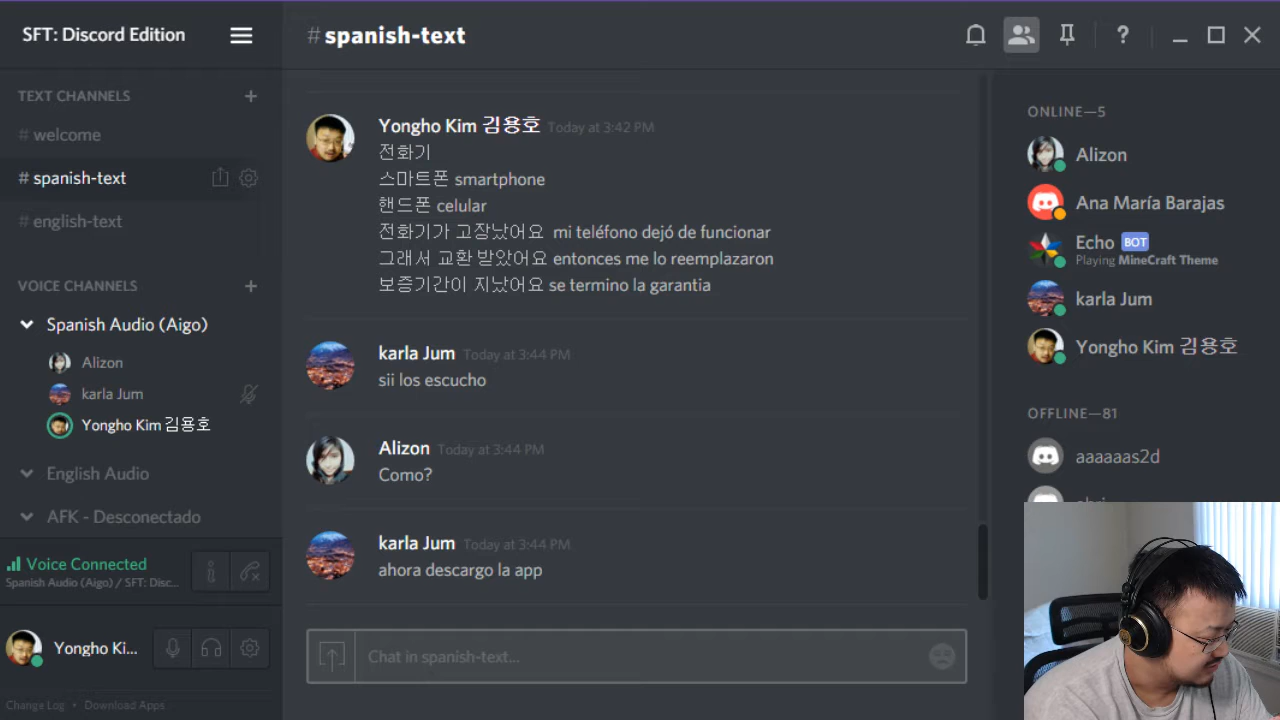 SFT: Discord Edition
TEXT CHANNELS
# welcome
# spanish-text
# english-text
VOICE CHANNELS
Spanish Audio (Aigo)
Alizon
karla Jum
Yongho Kim 김용호
English Audio
AFK - Desconectado
Voice Connected
Spanish Audio (Aigo) / SFT: Disc...
Yongho Ki...
Change Log • Download Apps
#spanish-text
Yongho Kim 김용호 Today at 3:42 PM
전화기
스마트폰 smartphone
핸드폰 celular
전화기가 고장났어요 mi teléfono dejó de funcionar
그래서 교환 받았어요 entonces me lo reemplazaron
보증기간이 지났어요 se termino la garantia
karla Jum Today at 3:44 PM
sii los escucho
Alizon Today at 3:44 PM
Como?
karla Jum Today at 3:44 PM
ahora descargo la app
Chat in spanish-text...
ONLINE—5
Alizon
Ana María Barajas
Echo BOT
Playing MineCraft Theme
karla Jum
Yongho Kim 김용호
OFFLINE—81
aaaaaas2d